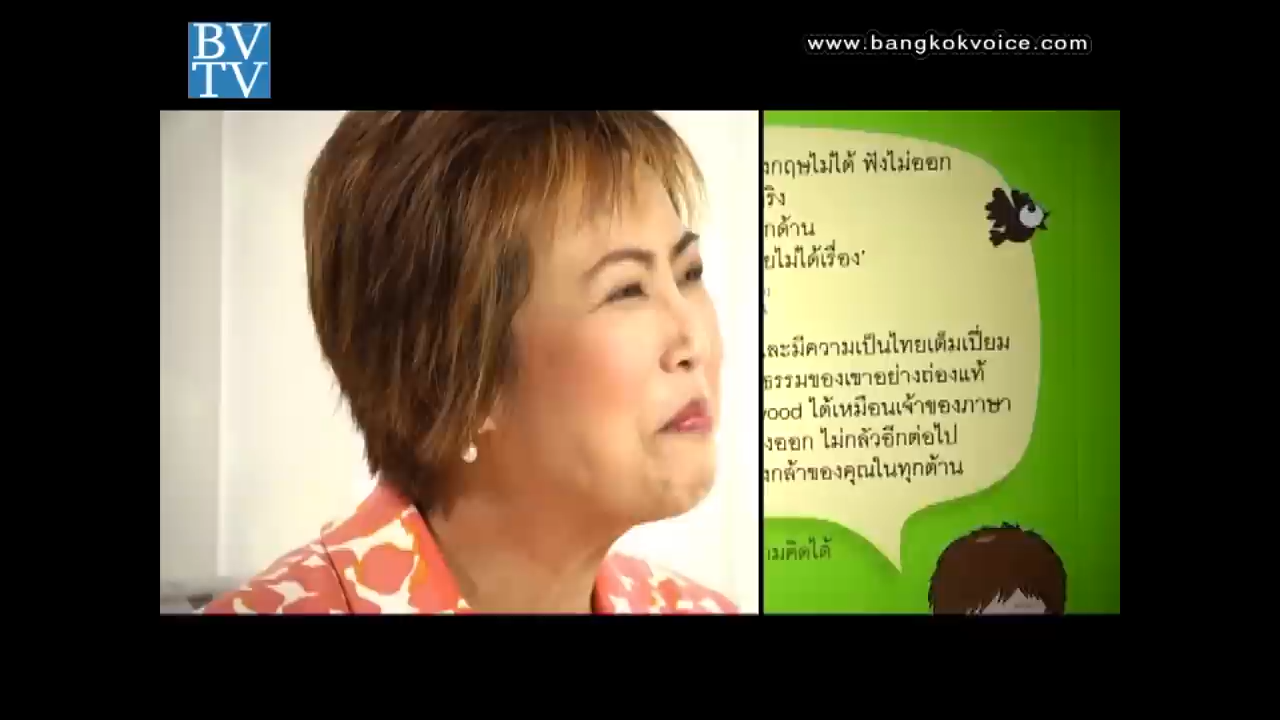 BV
TV
www.bangkokvoice.com
งกฤษไม่ได้ ฟังไม่ออก
ริง
กด้าน
ยไม่ได้เรื่อง'
และมีความเป็นไทยเต็มเปี่ยม
ธรรมของเขาอย่างถ่องแท้
wood ได้เหมือนเจ้าของภาษา
งออก ไม่กลัวอีกต่อไป
งกล้าของคุณในทุกด้าน
ามคิดได้